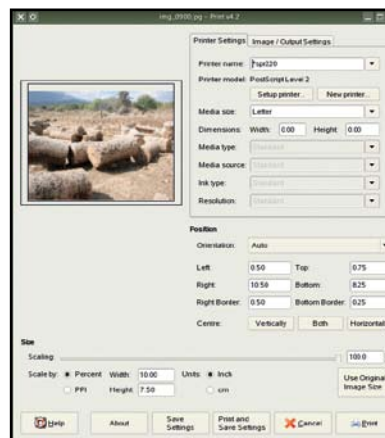 img_0900.jpg – Print v4.2
Printer Settings Image / Output Settings
Printer name:
Printer model: PostScript Level 2
Setup printer... New printer...
Media size: Letter
Dimensions: Width: 0.00 Height: 0.00
Media type: Standard
Media source: Standard
Ink type: Standard
Resolution: Standard
Position
Orientation: Auto
Left: 0.50 Top: 0.75
Right: 10.50 Bottom: 8.25
Right Border: 0.50 Bottom Border: 0.25
Centre: Vertically Both Horizontall
Size
Scaling: 100.0
Scale by: Percent Width: 10.00 Units: Inch
PPI Height: 7.50 cm
Use Original
Image Size
Help About Save Settings Print and Save Settings Cancel Print